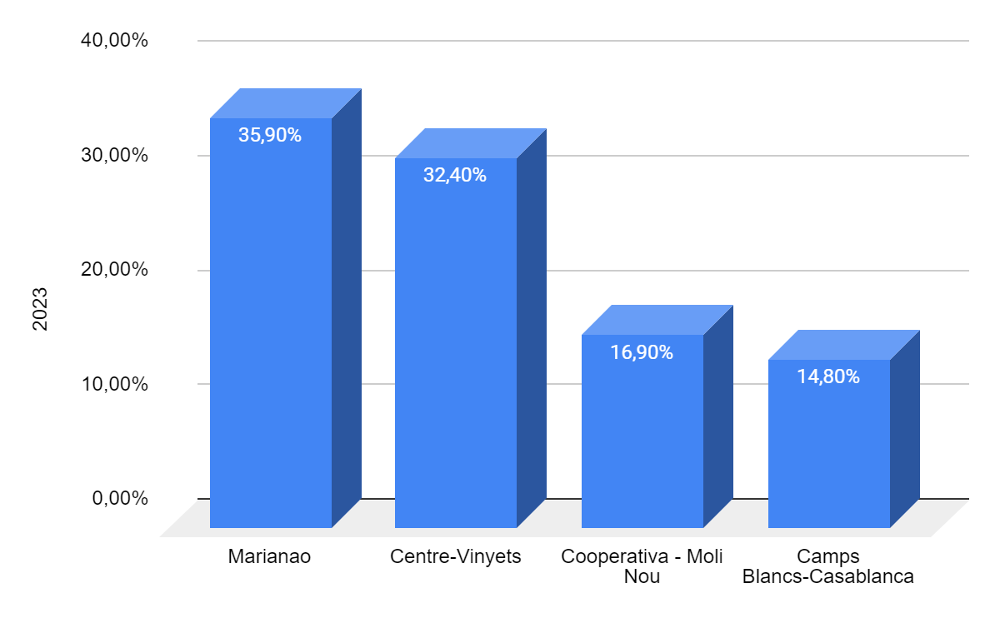 40,00%
35,90%
30,00%
32,40%
20,00%
2023
16,90%
10,00%
14,80%
0,00%
Marianao
Centre-Vinyets
Cooperativa - Moli
Nou
Camps
Blancs-Casablanca